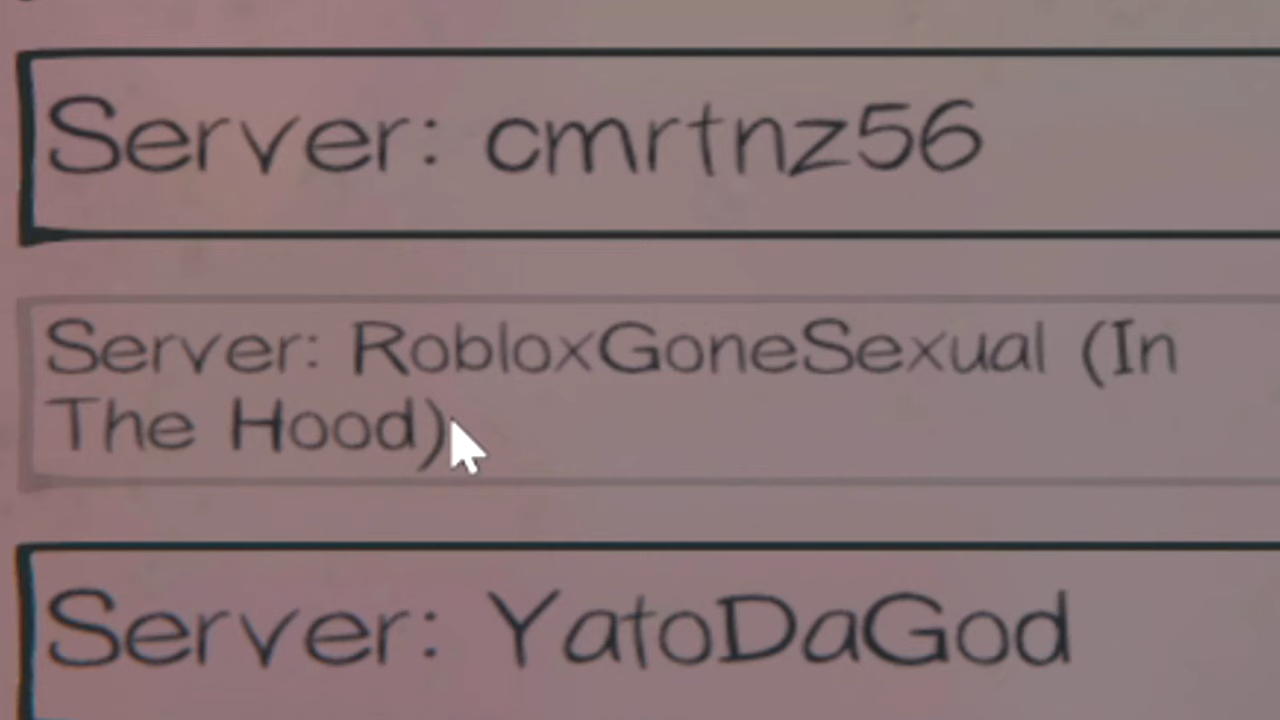 Server: cmrtnz56
Server: RobloxGoneSexual (In
The Hood)
Server: YatoDaGod